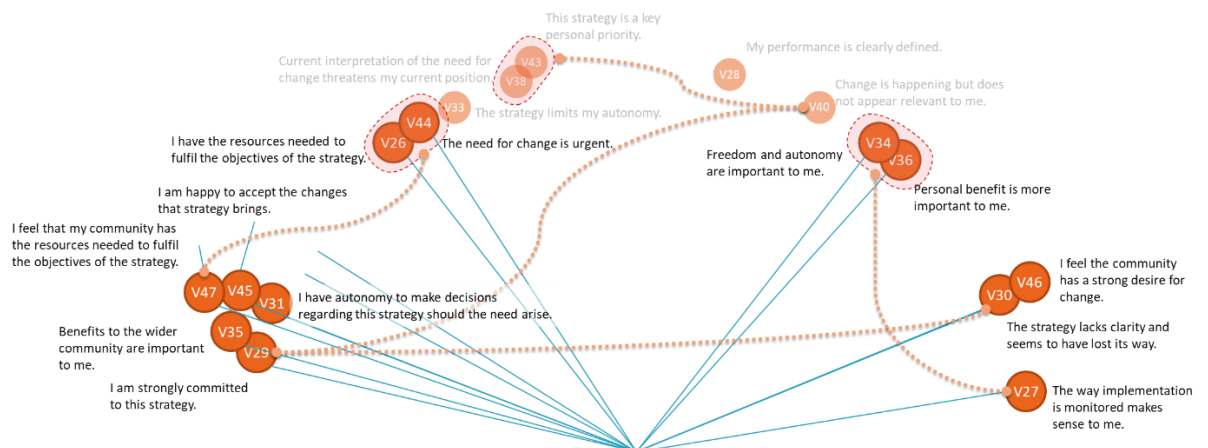 This strategy is a key
personal priority.
My performance is clearly defined.
Current interpretation of the need for
change threatens my current position
V43
V38
V28
Change is happening but does
not appear relevant to me.
V33
V40
The strategy limits my autonomy.
V44
V26
I have the resources needed to
fulfil the objectives of the strategy.
The need for change is urgent.
V34
V36
Freedom and autonomy
are important to me.
Personal benefit is more
important to me.
I am happy to accept the changes
that strategy brings.
I feel that my community has
the resources needed to fulfil
the objectives of the strategy.
V47
V45
V31
I have autonomy to make decisions
regarding this strategy should the need arise.
V30
V46
I feel the community
has a strong desire for
change.
The strategy lacks clarity and
seems to have lost its way.
V35
V29
Benefits to the wider
community are important
to me.
I am strongly committed
to this strategy.
V27
The way implementation
is monitored makes
sense to me.